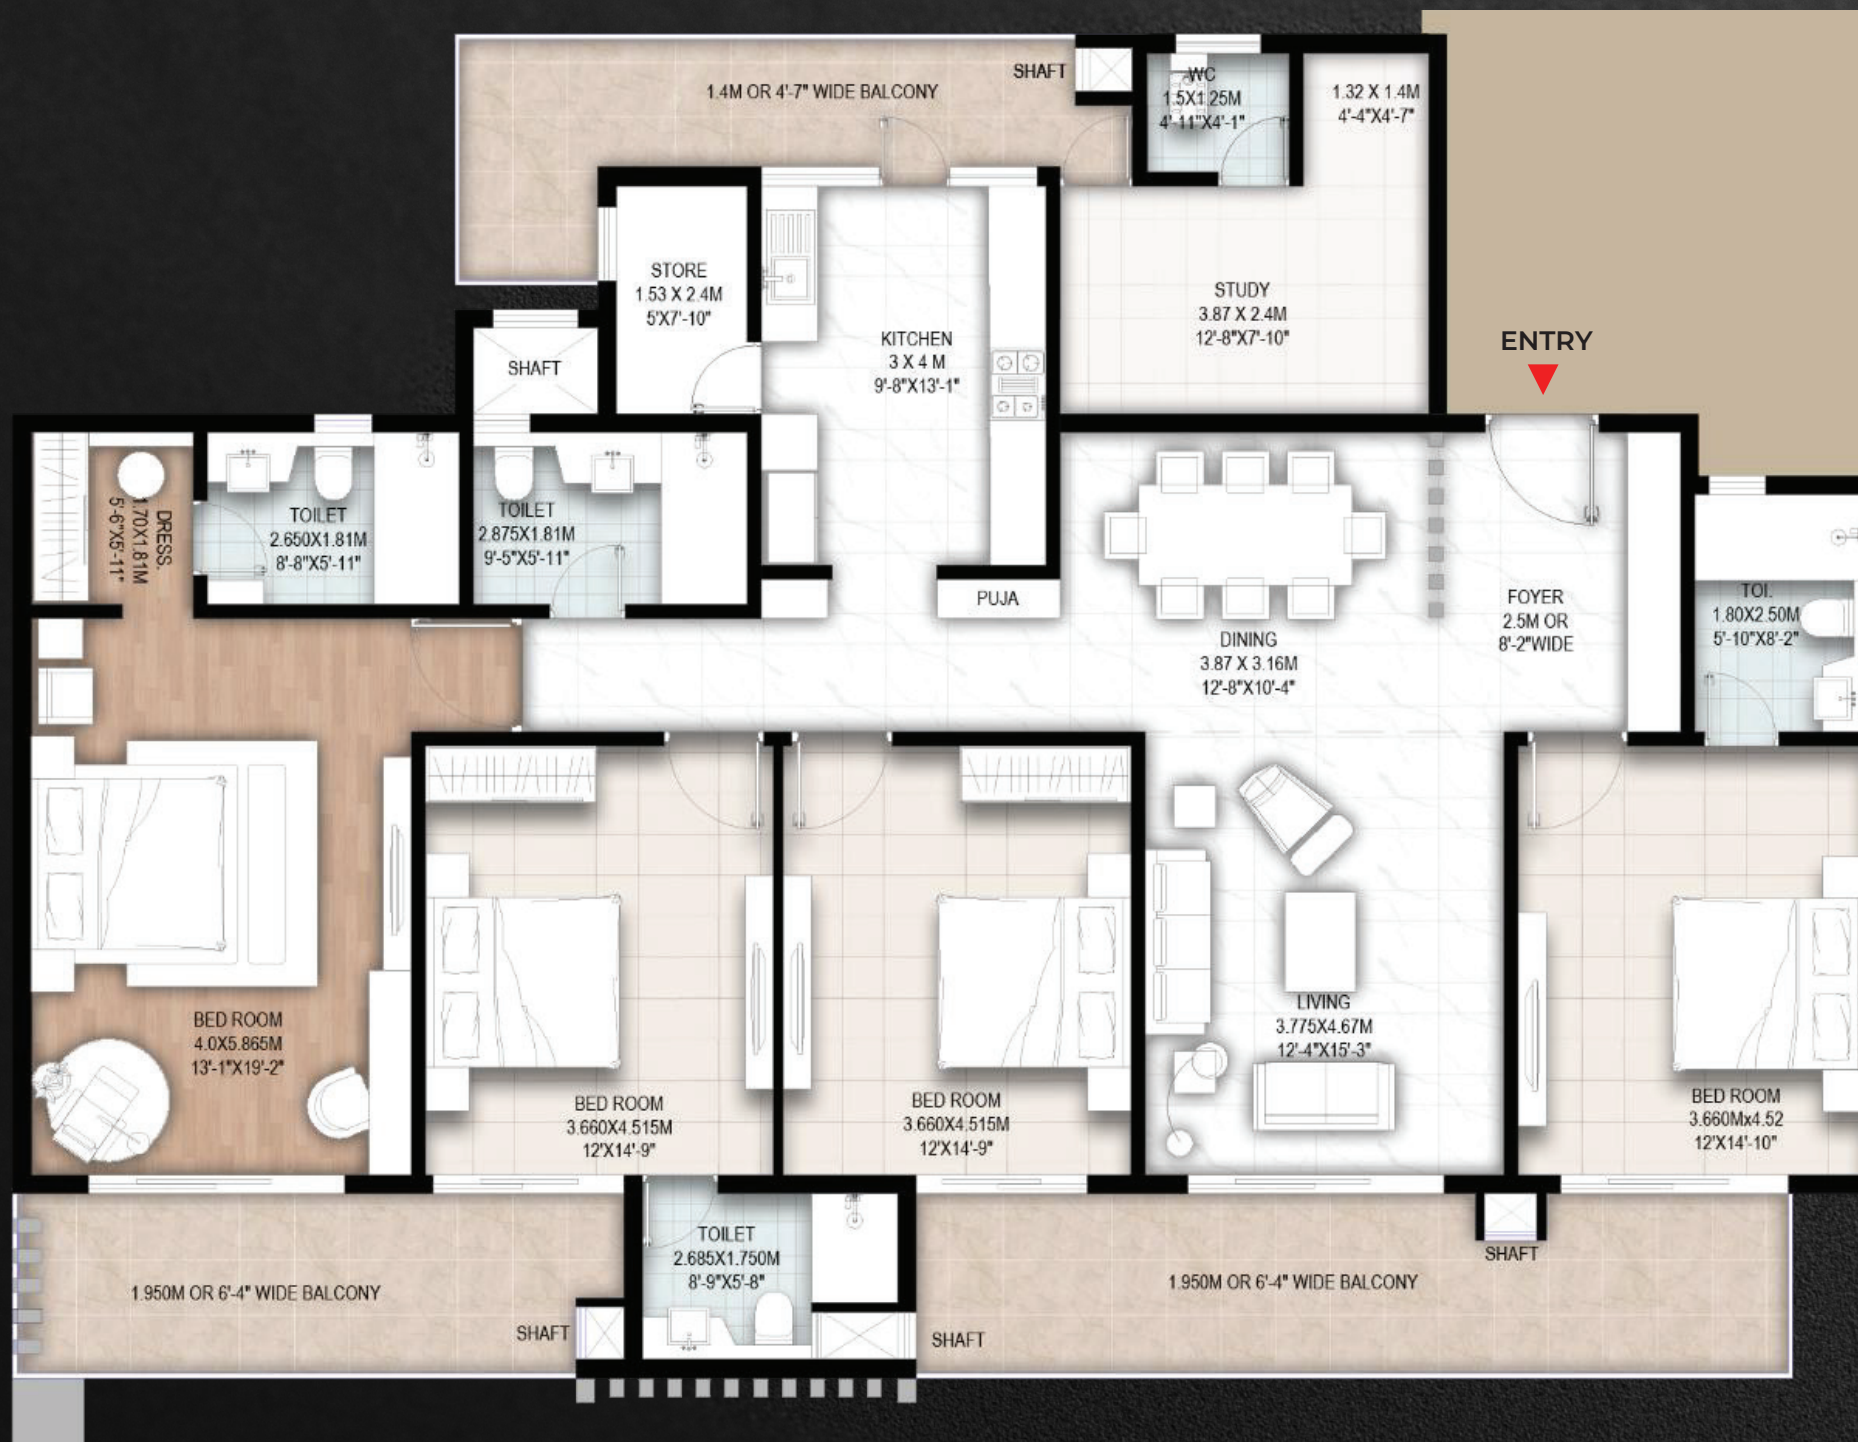 1.4M OR 4'-7" WIDE BALCONY
SHAFT
WC
1.5X1.25M
4'-11"X4'-1"
1.32 X 1.4M
4'-4"X4'-7"
STORE
1.53 X 2.4M
5'X7'-10"
KITCHEN
3 X 4 M
9'-8"X13'-1"
STUDY
3.87 X 2.4M
12'-8"X7'-10"
ENTRY
SHAFT
DRESS.
1.70X1.81M
5'-6"X5'-11"
TOILET
2.650X1.81M
8'-8"X5'-11"
TOILET
2.875X1.81M
9'-5"X5'-11"
PUJA
DINING
3.87 X 3.16M
12'-8"X10'-4"
FOYER
2.5M OR
8'-2"WIDE
TOI.
1.80X2.50M
5'-10"X8'-2"
BED ROOM
4.0X5.865M
13'-1"X19'-2"
BED ROOM
3.660X4.515M
12'X14'-9"
BED ROOM
3.660X4.515M
12'X14'-9"
LIVING
3.775X4.67M
12'-4"X15'-3"
BED ROOM
3.660Mx4.52
12'X14'-10"
1.950M OR 6'-4" WIDE BALCONY
SHAFT
TOILET
2.685X1.750M
8'-9"X5'-8"
SHAFT
1.950M OR 6'-4" WIDE BALCONY
SHAFT